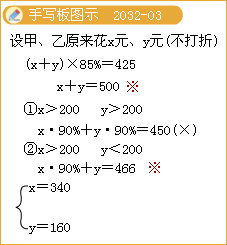 手写板图示 2032-03
设甲、乙原来花x元、y元(不打折)
(x+y)×85%=425
x+y=500 ※
①x>200 y>200
x·90%+y·90%=450(×)
②x>200 y<200
x·90%+y=466 ※
x=340
y=160